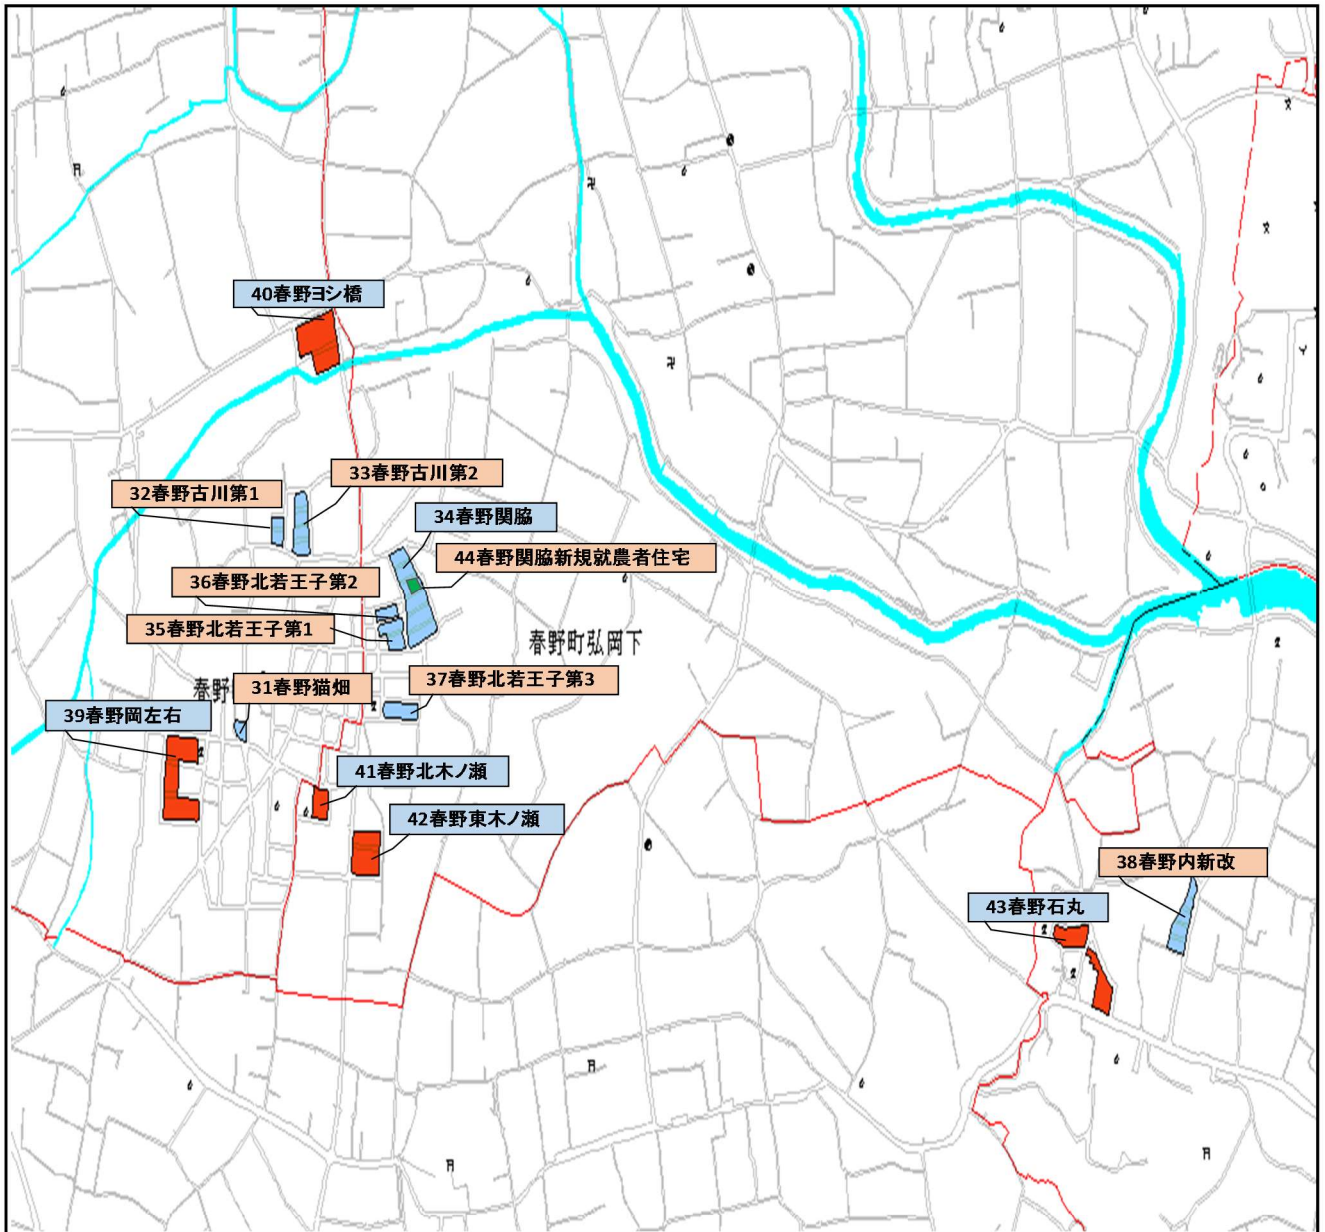 40春野ヨシ橋
33春野古川第2
32春野古川第1
34春野関脇
44春野関脇新規就農者住宅
36春野北若王子第2
35春野北若王子第1
春野町弘岡下
37春野北若王子第3
31春野猫畑
春野
39春野岡左右
41春野北木ノ瀬
42春野東木ノ瀬
38春野内新改
43春野石丸